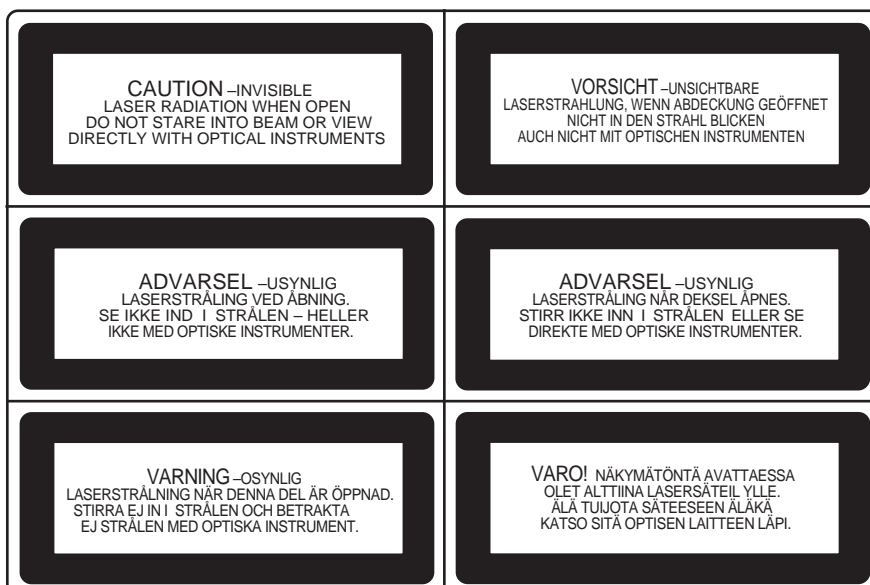 CAUTION –INVISIBLE
LASER RADIATION WHEN OPEN
DO NOT STARE INTO BEAM OR VIEW
DIRECTLY WITH OPTICAL INSTRUMENTS
VORSICHT –UNSICHTBARE
LASERSTRAHLUNG, WENN ABDECKUNG GEÖFFNET
NICHT IN DEN STRAHL BLICKEN
AUCH NICHT MIT OPTISCHEN INSTRUMENTEN
ADVARSEL –USYNLIG
LASERSTRÅLING VED ÅBNING.
SE IKKE IND I STRÅLEN – HELLER
IKKE MED OPTISKE INSTRUMENTER.
ADVARSEL –USYNLIG
LASERSTRÅLING NÅR DEKSEL ÅPNES.
STIRR IKKE INN I STRÅLEN ELLER SE
DIREKTE MED OPTISKE INSTRUMENTER.
VARNING –OSYNLIG
LASERSTRÅLNING NÄR DENNA DEL ÄR ÖPPNAD.
STIRRA EJ IN I STRÅLEN OCH BETRAKTA
EJ STRÅLEN MED OPTISKA INSTRUMENT.
VARO! NÄKYMÄTÖNTÄ AVATTAESSA
OLET ALTTIINA LASERSÄTEIL YLLE.
ÄLÄ TUIJOTA SÄTEESEEN ÄLÄKÄ
KATSO SITÄ OPTISEN LAITTEEN LÄPI.